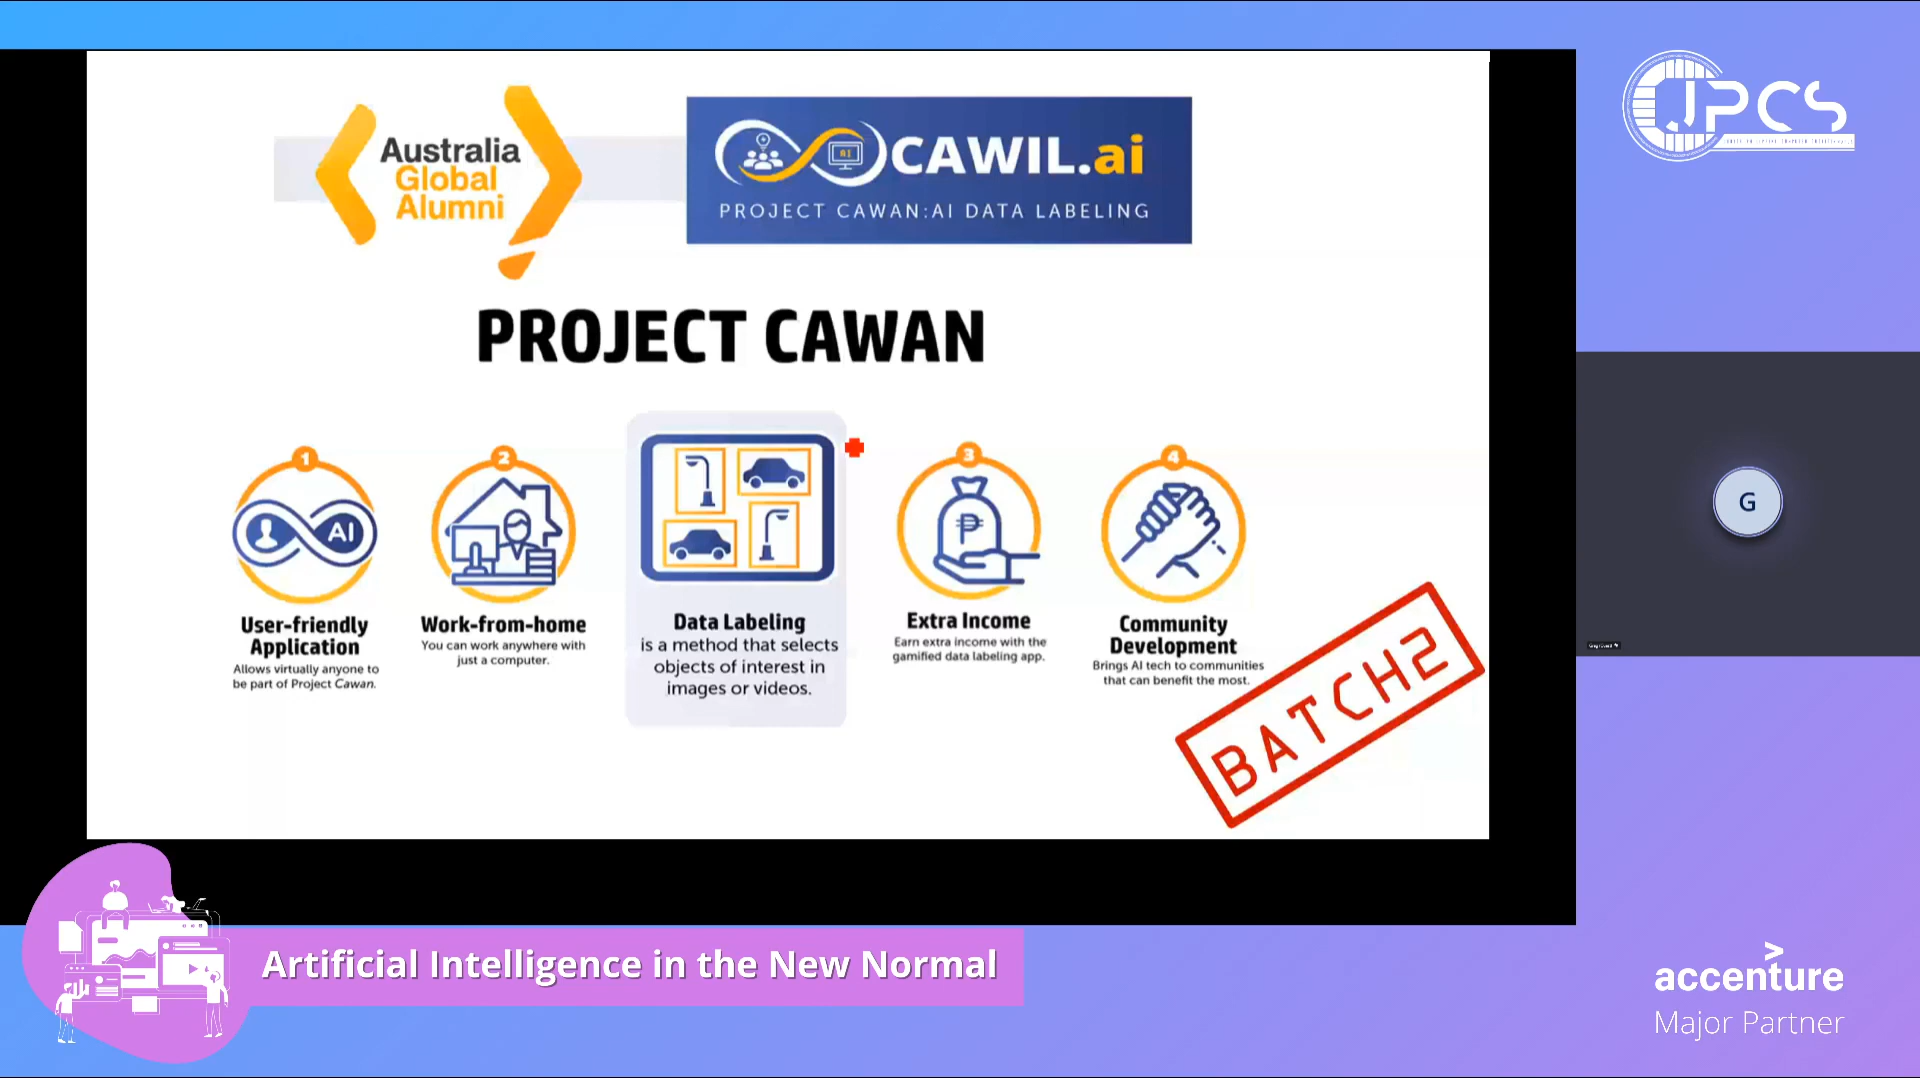 JPCS
Australia
Global
Alumni
AI
CAWIL.ai
PROJECT CAWAN:AI DATA LABELING
PROJECT CAWAN
1
2
3
4
AI
₱
User-friendly
Application
Allows virtually anyone to
be part of Project Cawan.
Work-from-home
You can work anywhere with
just a computer.
Data Labeling
is a method that selects
objects of interest in
images or videos.
Extra Income
Earn extra income with the
gamified data labeling app.
Community
Development
Brings AI tech to communities
that can benefit the most.
BATCH2
G
Artificial Intelligence in the New Normal
accenture
Major Partner